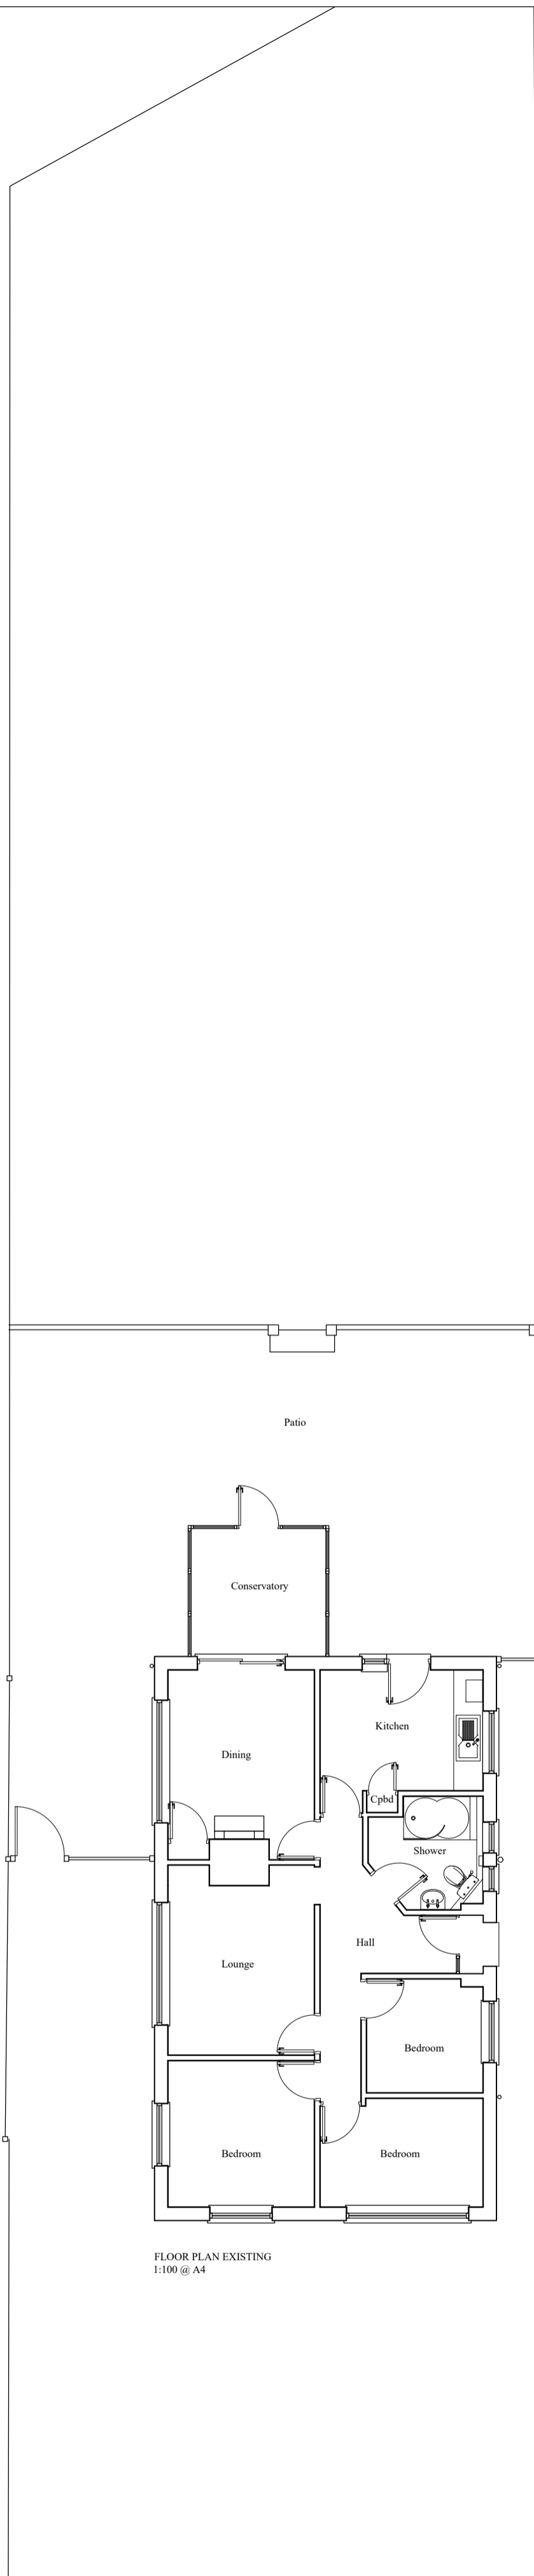 Patio
Conservatory
Kitchen
Dining
Cpbd
Shower
Hall
Lounge
Bedroom
Bedroom
Bedroom
FLOOR PLAN EXISTING
1:100 @ A4